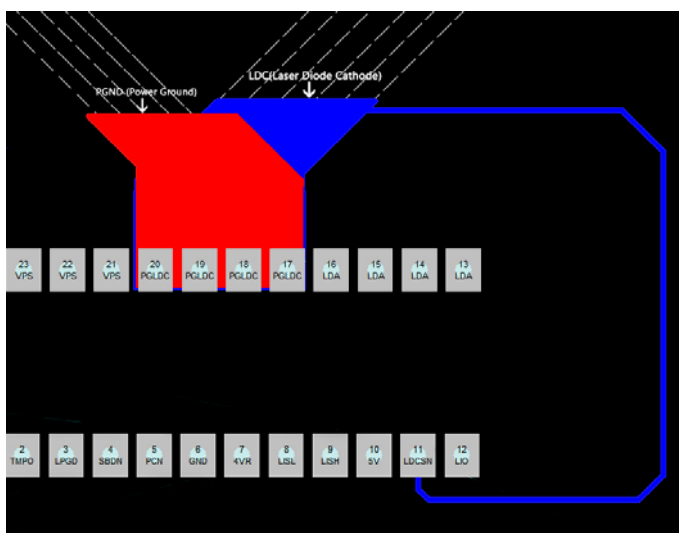 LDC(Laser Diode Cathode)
PGND (Power Ground)
23 22 21 20 19 18 17 16 15 14 13
VPS VPS VPS PGLDC PGLDC PGLDC PGLDC LDA LDA LDA LDA
2 3 4 5 6 7 8 9 10 11 12
TMPO LPGD SBDN PCN GND 4VR LISL LISH 5V LDCSN LIO